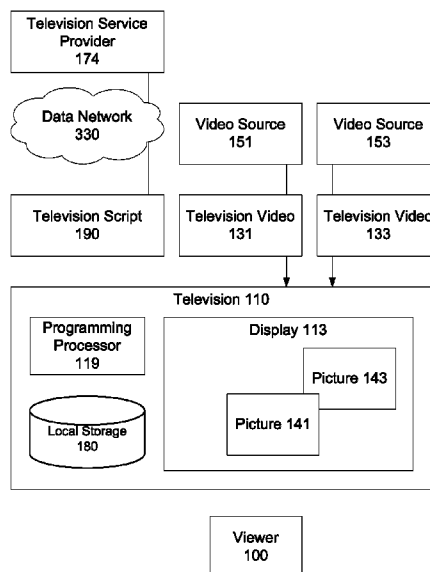 Television Service
Provider
174
Data Network
330
Video Source
151
Video Source
153
Television Script
190
Television Video
131
Television Video
133
Television 110
Programming
Processor
119
Display 113
Picture 143
Picture 141
Local Storage
180
Viewer
100